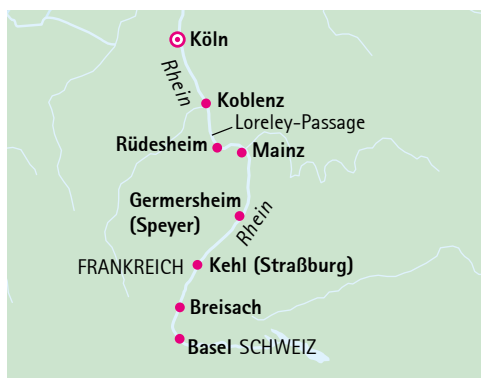 Köln
Rhein
Koblenz
Loreley-Passage
Rüdesheim
Mainz
Germersheim
(Speyer)
Rhein
FRANKREICH
Kehl (Straßburg)
Breisach
Basel SCHWEIZ